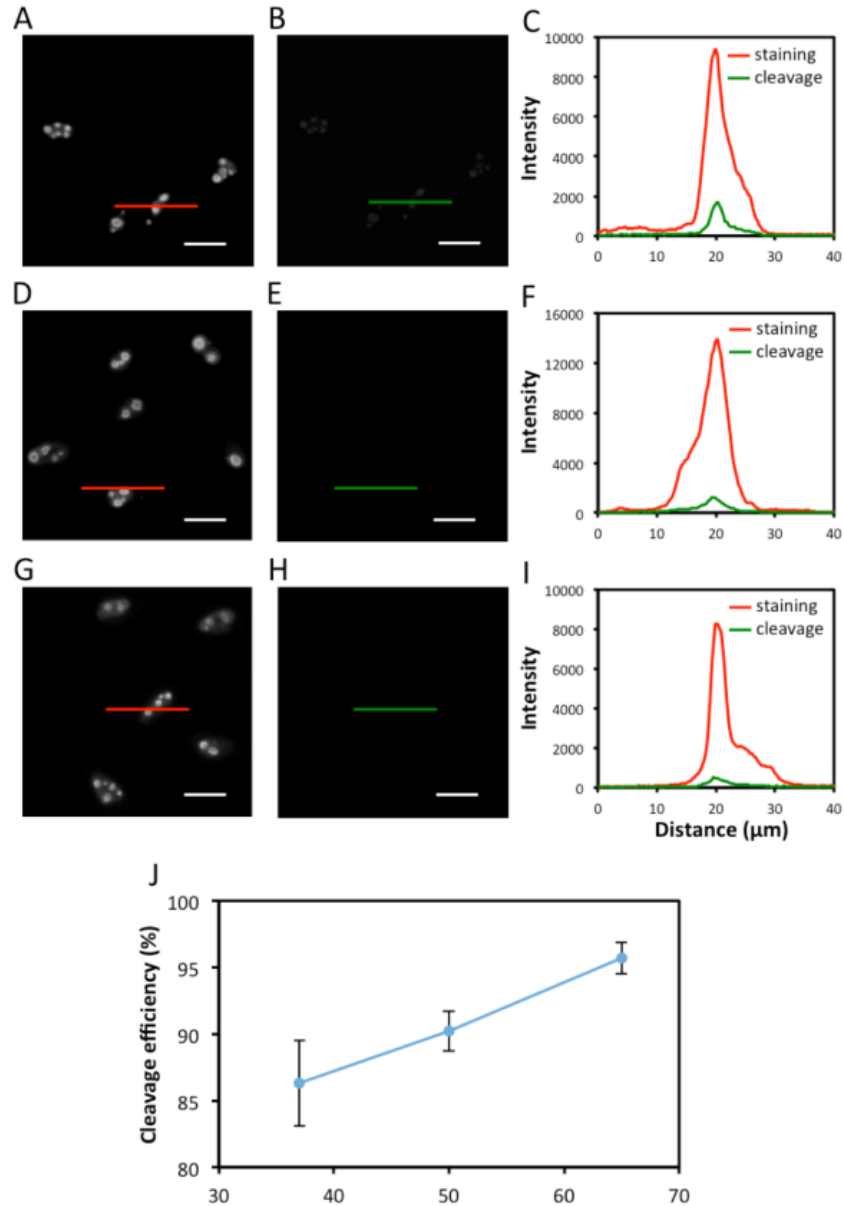 A
B
C
Intensity
10000
8000
6000
4000
2000
0
staining
cleavage
0 10 20 30 40
D
E
F
Intensity
16000
12000
8000
4000
0
staining
cleavage
0 10 20 30 40
G
H
I
Intensity
10000
8000
6000
4000
2000
0
staining
cleavage
0 10 20 30 40
Distance (μm)
J
Cleavage efficiency (%)
100
95
90
85
80
30 40 50 60 70